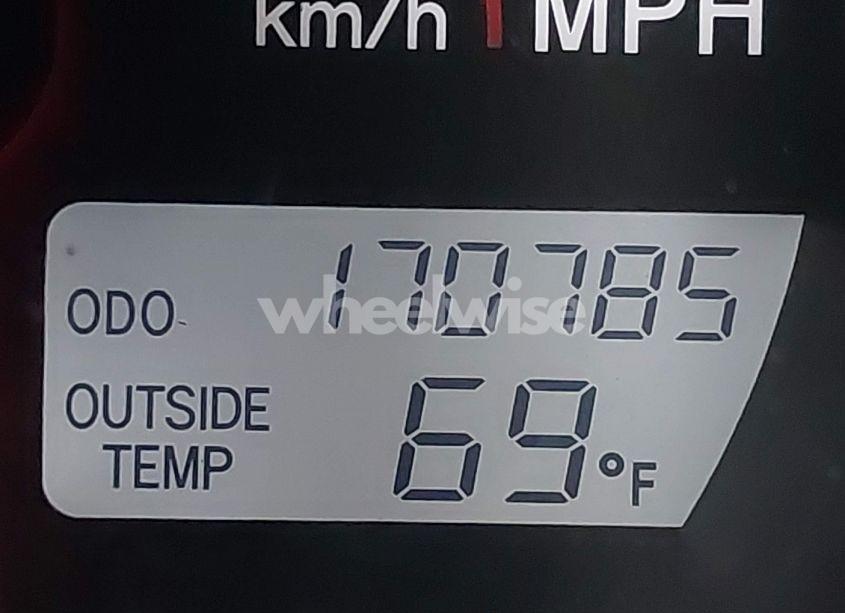 km/h MPH
ODO 170785
wheelwise
OUTSIDE
TEMP 69°F